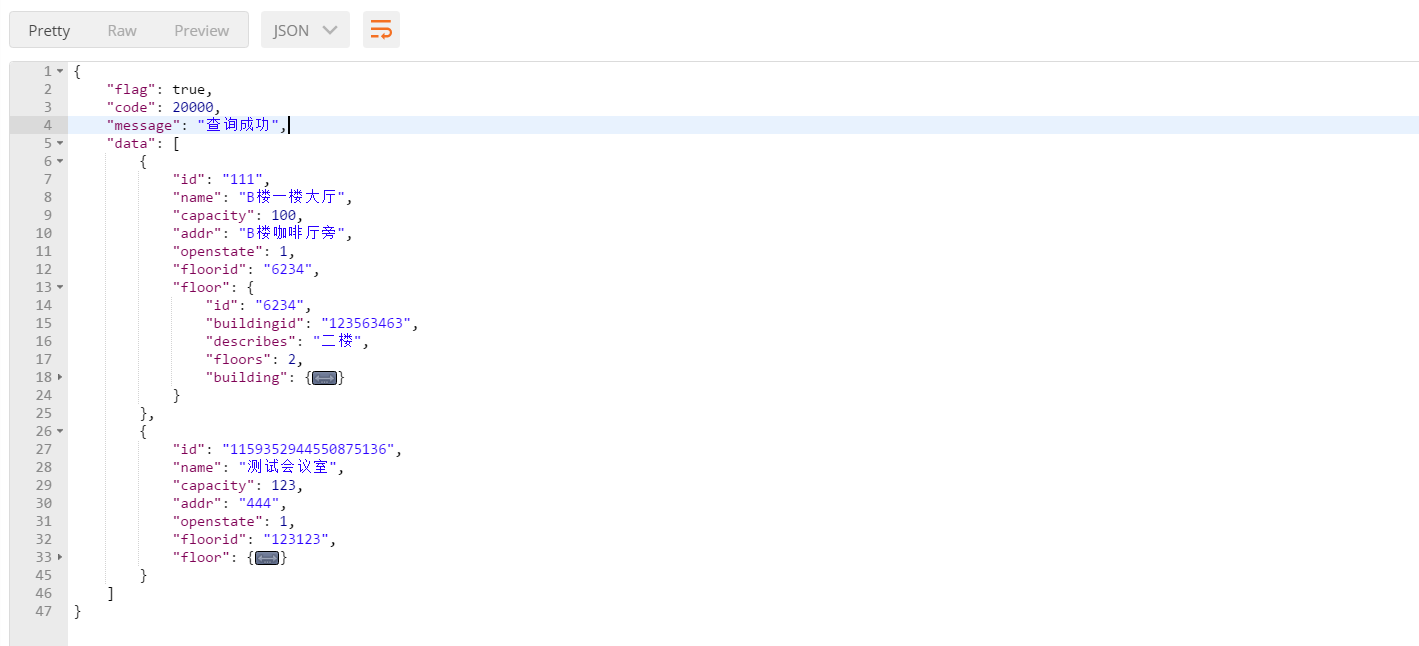 Pretty Raw Preview JSON
1 {
2 "flag": true,
3 "code": 20000,
4 "message": "查询成功",
5 "data": [
6 {
7 "id": "111",
8 "name": "B楼一楼大厅",
9 "capacity": 100,
10 "addr": "B楼咖啡厅旁",
11 "openstate": 1,
12 "floorid": "6234",
13 "floor": {
14 "id": "6234",
15 "buildingid": "123563463",
16 "describes": "二楼",
17 "floors": 2,
18 "building": {}
24 }
25 },
26 {
27 "id": "1159352944550875136",
28 "name": "测试会议室",
29 "capacity": 123,
30 "addr": "444",
31 "openstate": 1,
32 "floorid": "123123",
33 "floor": {}
45 }
46 ]
47 }